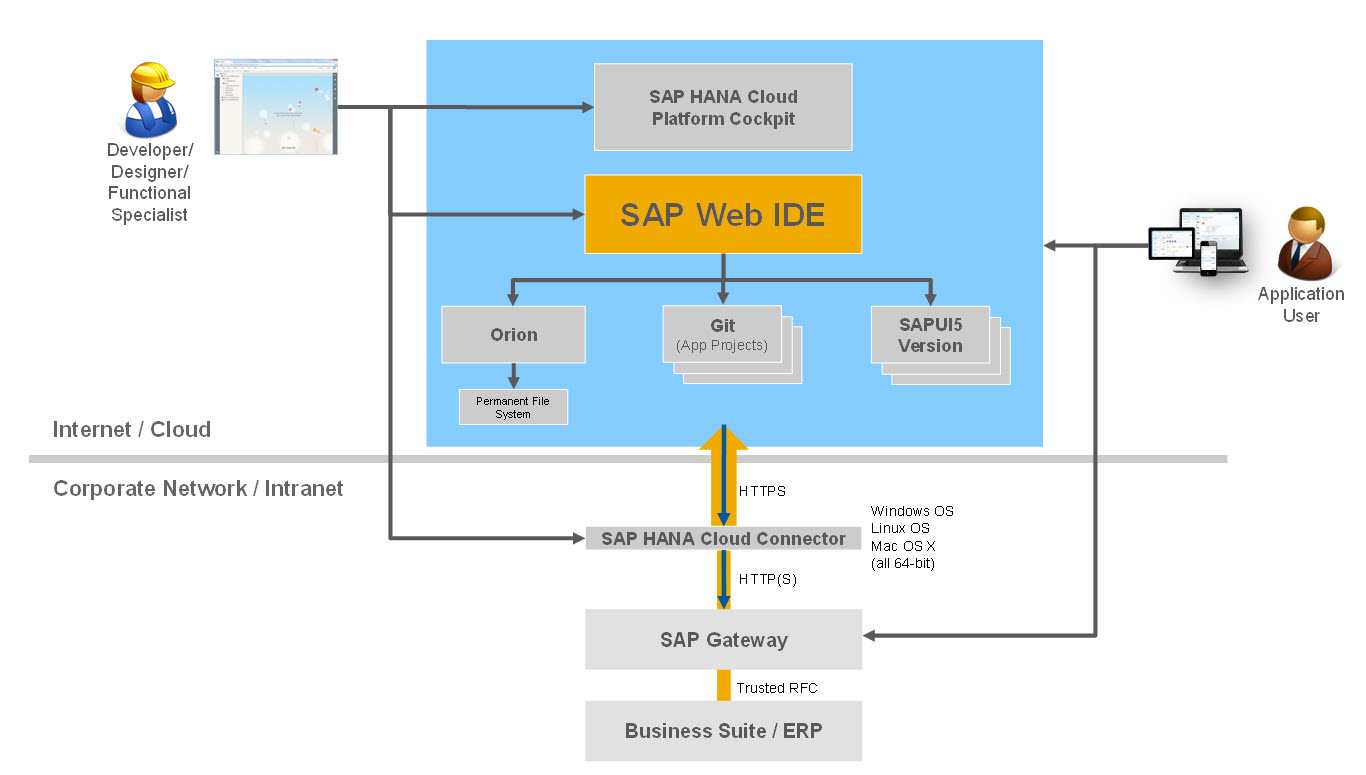 SAP HANA Cloud
Platform Cockpit
Developer/
Designer/
Functional
Specialist
SAP Web IDE
Application
User
Orion
Git
(App Projects)
SAPUI5
Version
Permanent File
System
Internet / Cloud
Corporate Network / Intranet
HTTPS
SAP HANA Cloud Connector
Windows OS
Linux OS
Mac OS X
(all 64-bit)
HTTP(S)
SAP Gateway
Trusted RFC
Business Suite / ERP